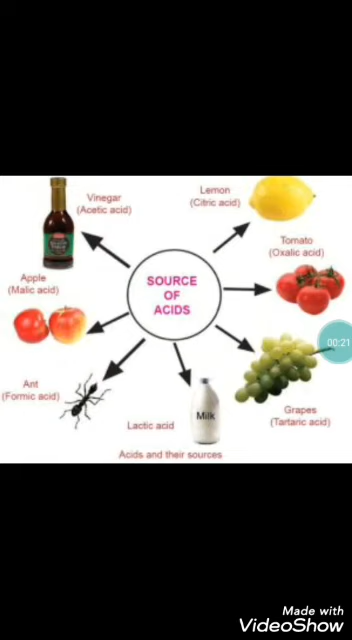 Vinegar
(Acetic acid)
Lemon
(Citric acid)
Tomato
(Oxalic acid)
Apple
(Malic acid)
SOURCE
OF
ACIDS
00:21
Ant
(Formic acid)
Lactic acid
Milk
Grapes
(Tartaric acid)
Acids and their sources
Made with
VideoShow